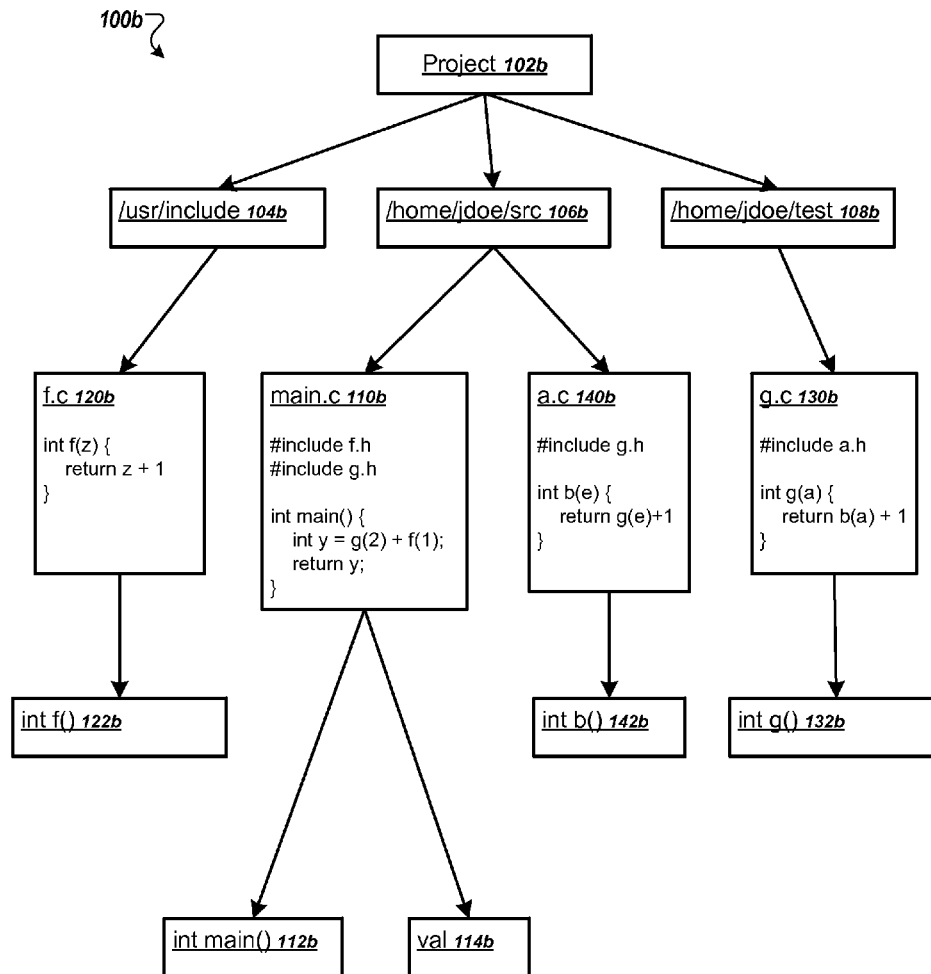 100b
Project 102b
/usr/include 104b
/home/jdoe/src 106b
/home/jdoe/test 108b
f.c 120b
int f(z) {
return z + 1
}
main.c 110b
#include f.h
#include g.h
int main() {
int y = g(2) + f(1);
return y;
}
a.c 140b
#include g.h
int b(e) {
return g(e)+1
}
g.c 130b
#include a.h
int g(a) {
return b(a) + 1
}
int f() 122b
int b() 142b
int g() 132b
int main() 112b
val 114b